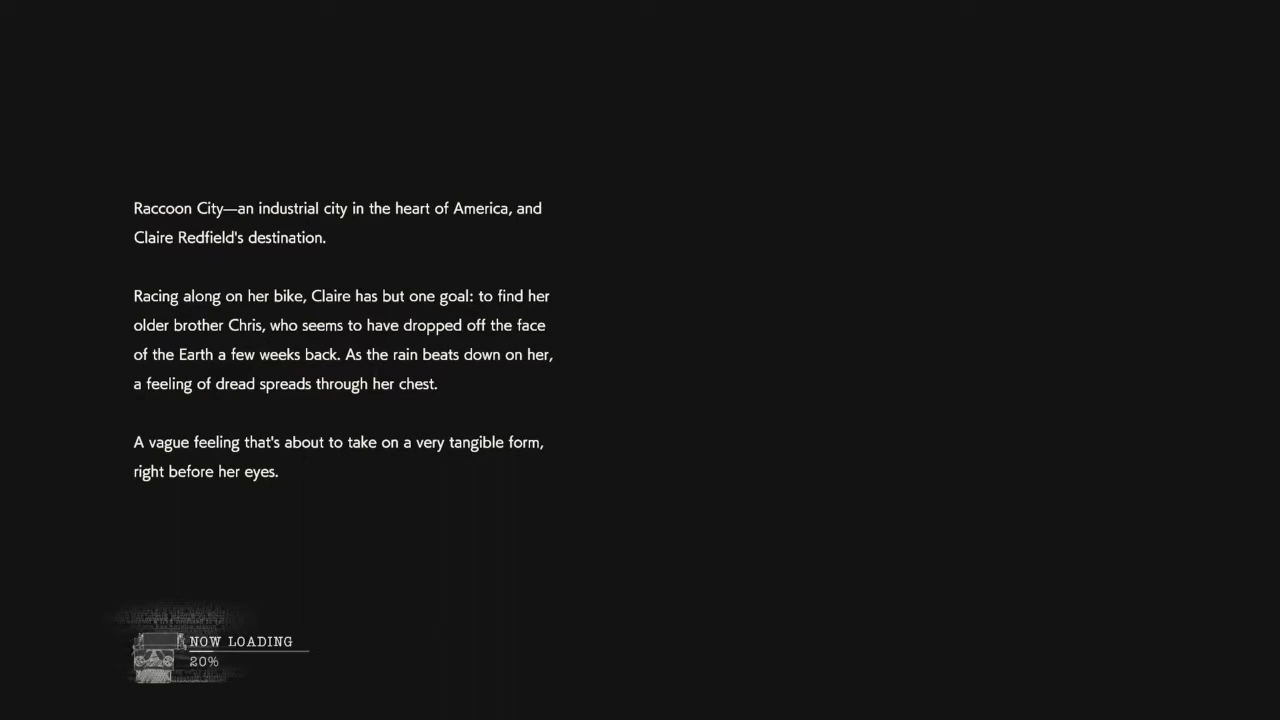 Raccoon City—an industrial city in the heart of America, and
Claire Redfield's destination.
Racing along on her bike, Claire has but one goal: to find her
older brother Chris, who seems to have dropped off the face
of the Earth a few weeks back. As the rain beats down on her,
a feeling of dread spreads through her chest.
A vague feeling that's about to take on a very tangible form,
right before her eyes.
NOW LOADING
20%